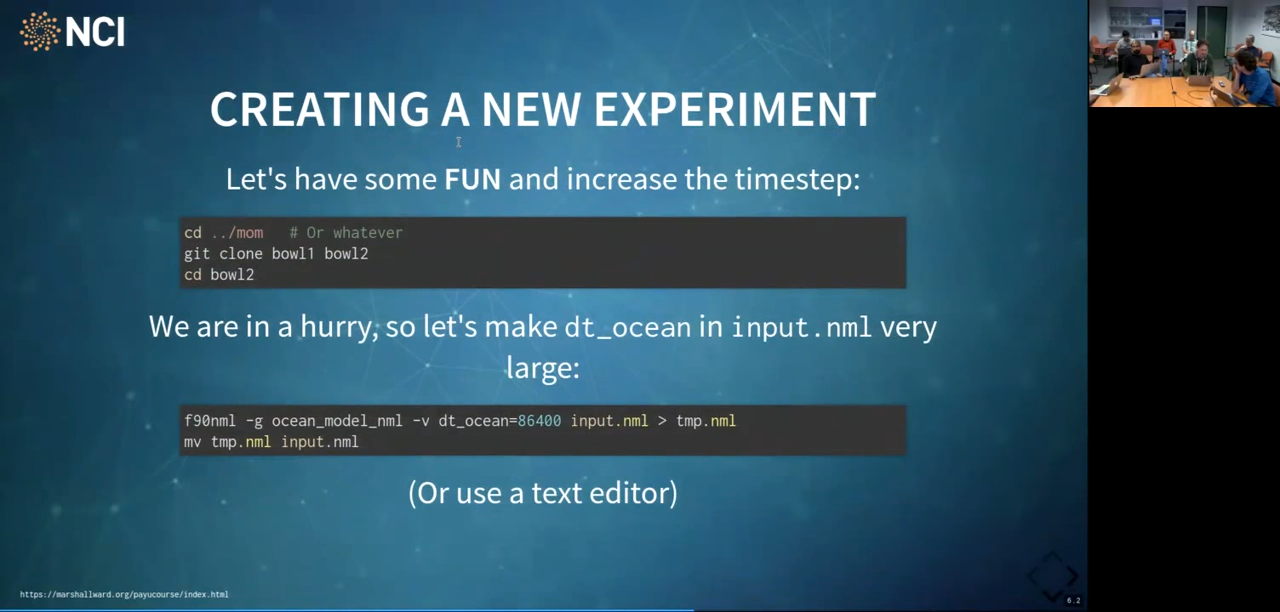 NCI
CREATING A NEW EXPERIMENT
Let's have some FUN and increase the timestep:
cd ../mom   # Or whatever
git clone bowl1 bowl2
cd bowl2
We are in a hurry, so let's make dt_ocean in input.nml very
large:
f90nml -g ocean_model_nml -v dt_ocean=86400 input.nml > tmp.nml
mv tmp.nml input.nml
(Or use a text editor)
https://marshallward.org/payucourse/index.html
6.2